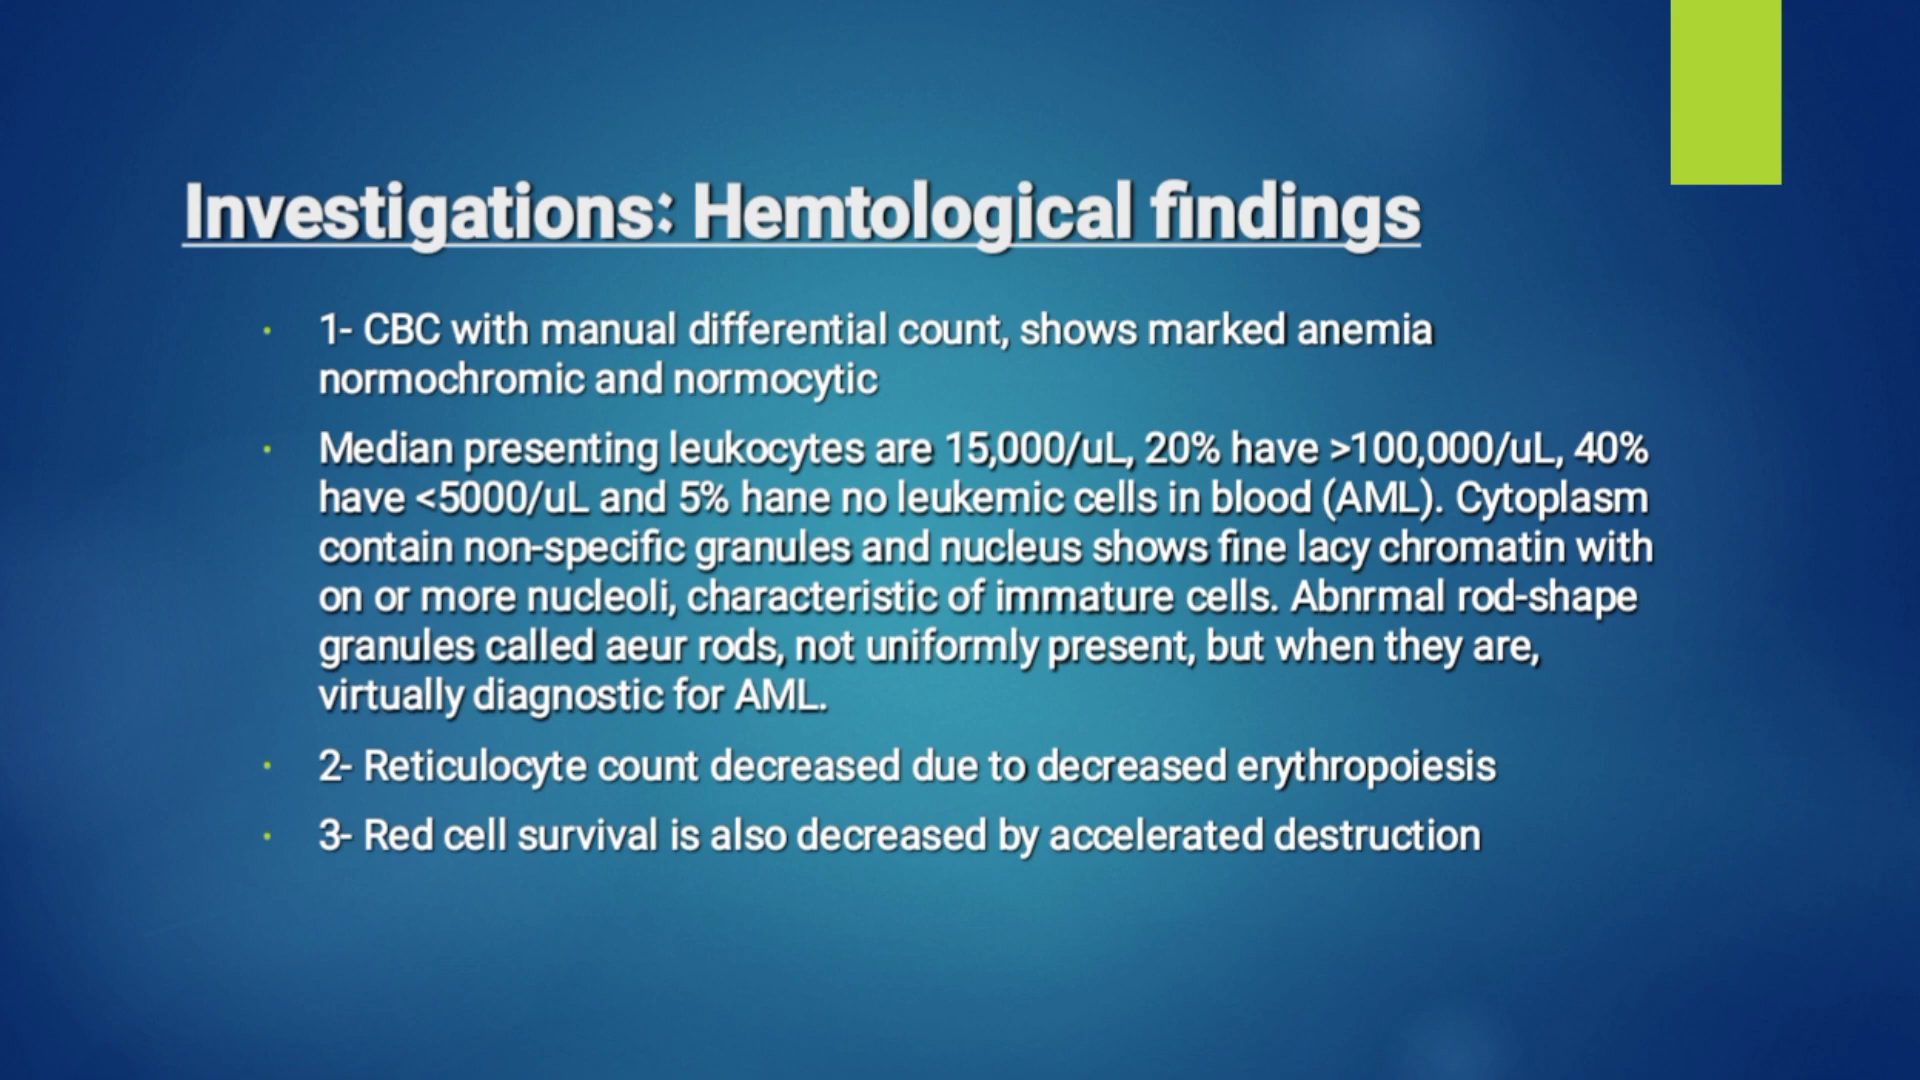 Investigations: Hemtological findings
• 1- CBC with manual differential count, shows marked anemia
normochromic and normocytic
• Median presenting leukocytes are 15,000/uL, 20% have >100,000/uL, 40%
have <5000/uL and 5% hane no leukemic cells in blood (AML). Cytoplasm
contain non-specific granules and nucleus shows fine lacy chromatin with
on or more nucleoli, characteristic of immature cells. Abnrmal rod-shape
granules called aeur rods, not uniformly present, but when they are,
virtually diagnostic for AML.
• 2- Reticulocyte count decreased due to decreased erythropoiesis
• 3- Red cell survival is also decreased by accelerated destruction